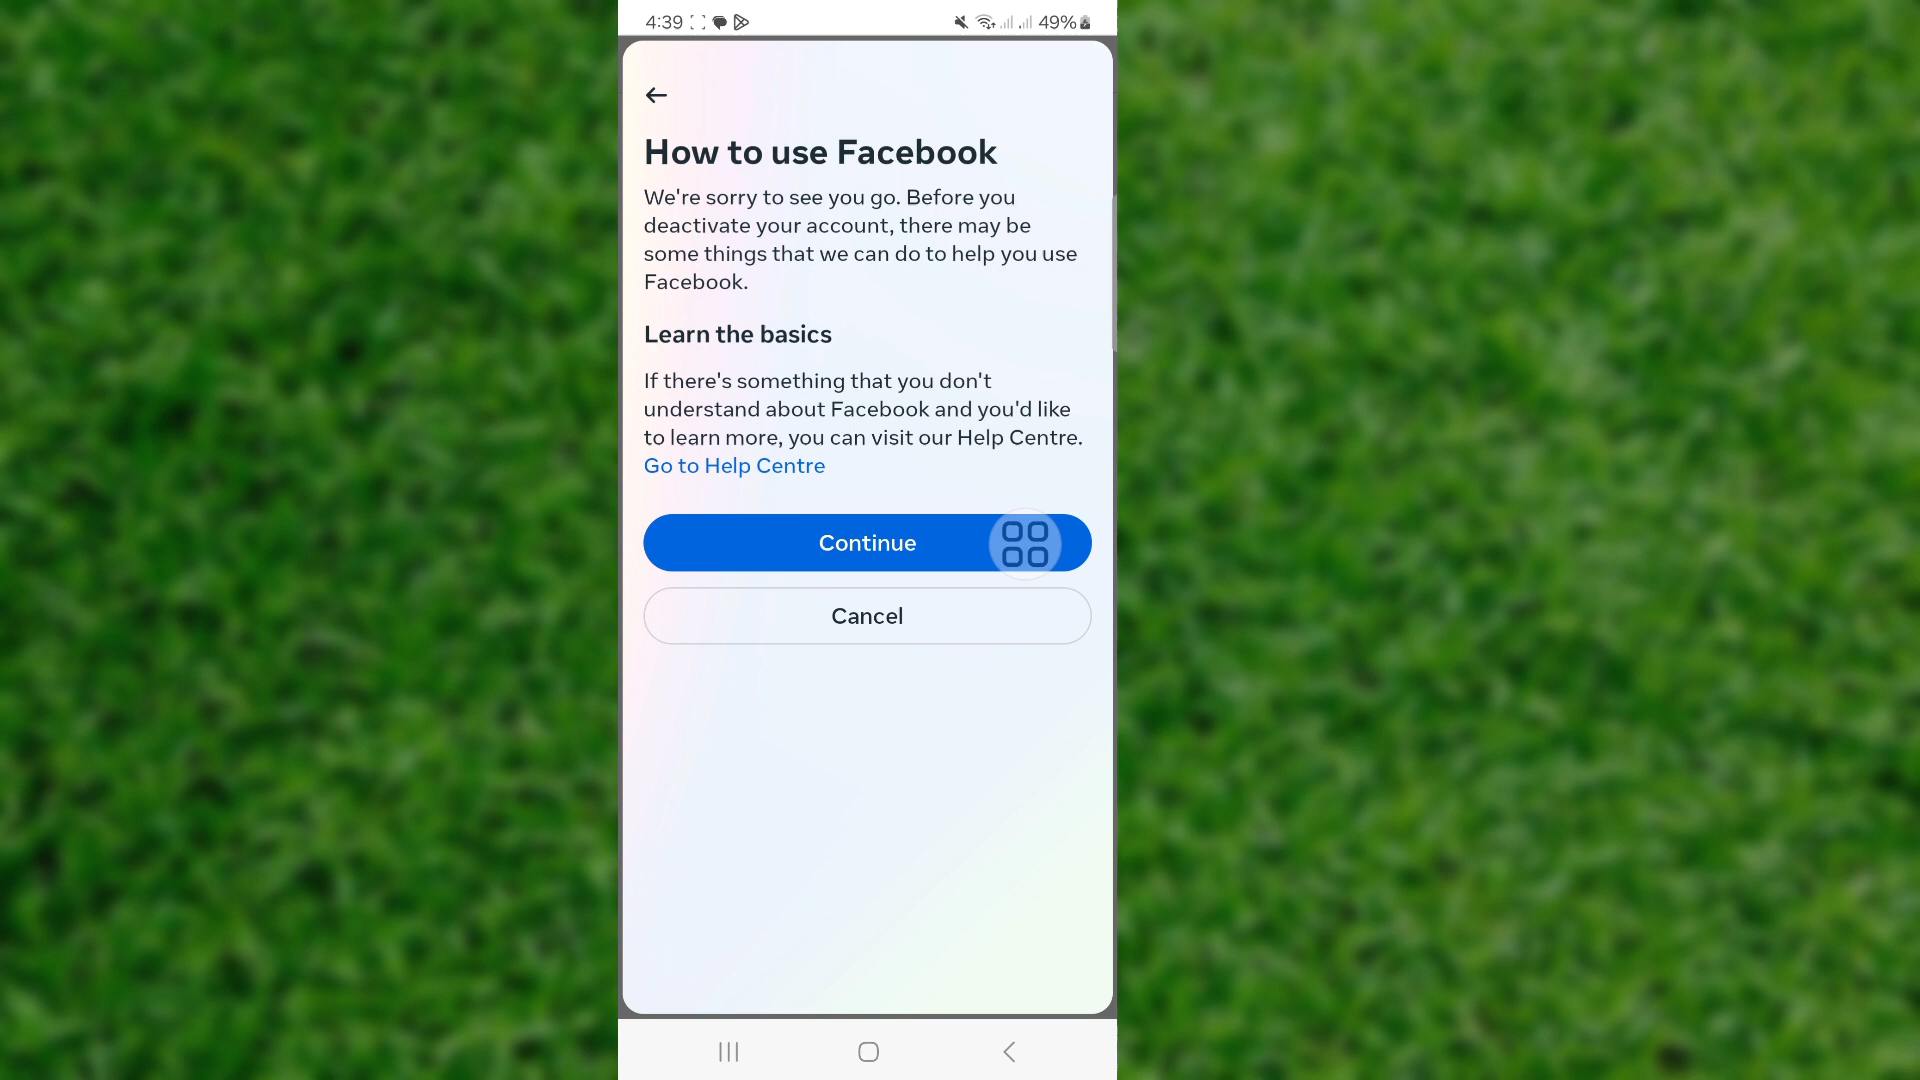 4:39
49%
How to use Facebook
We're sorry to see you go. Before you
deactivate your account, there may be
some things that we can do to help you use
Facebook.
Learn the basics
If there's something that you don't
understand about Facebook and you'd like
to learn more, you can visit our Help Centre.
Go to Help Centre
Continue
Cancel